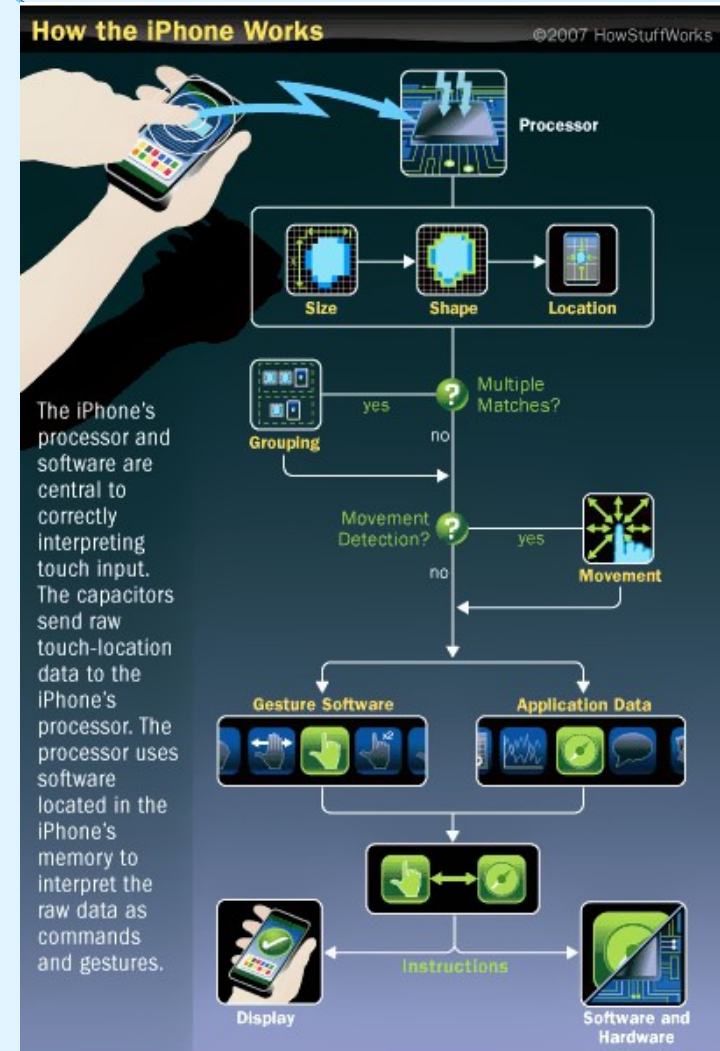 How the iPhone Works
©2007 HowStuffWorks
Processor
Size
Shape
Location
Multiple
Matches?
yes
no
Grouping
Movement
Detection?
yes
no
Movement
The iPhone's
processor and
software are
central to
correctly
interpreting
touch input.
The capacitors
send raw
touch-location
data to the
iPhone's
processor. The
processor uses
software
located in the
iPhone's
memory to
interpret the
raw data as
commands
and gestures.
Gesture Software
x2
Application Data
Instructions
Display
Software and
Hardware